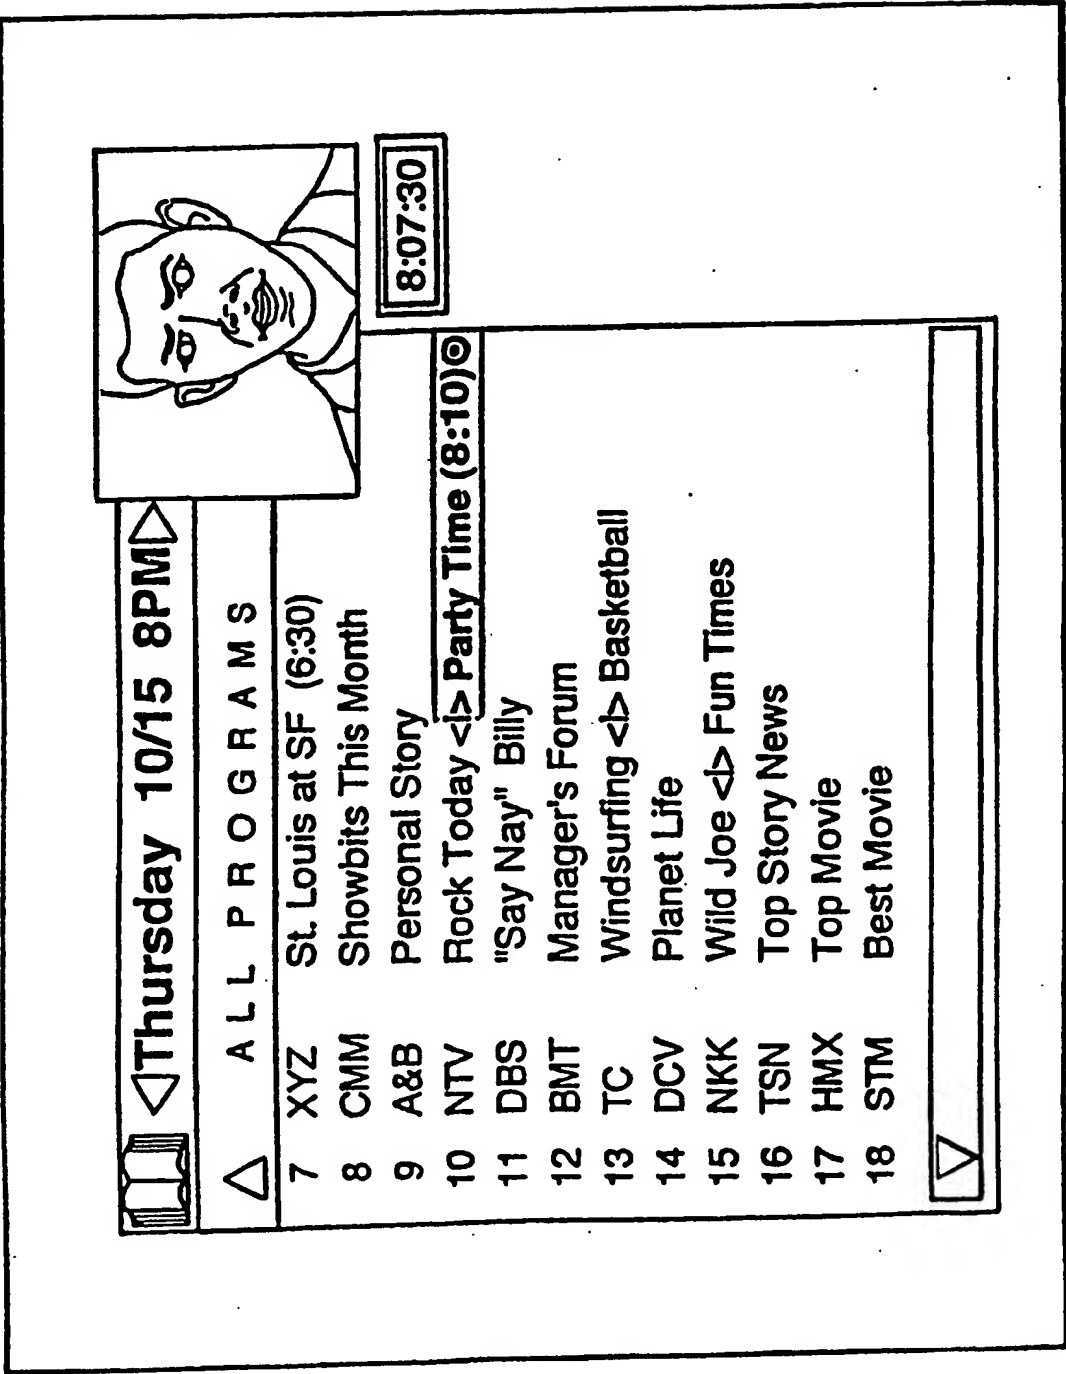 ◁Thursday 10/15 8PM▷
8:07:30
ALL PROGRAMS
7 XYZ St. Louis at SF (6:30)
8 CMM Showbits This Month
9 A&B Personal Story
10 NTV Rock Today <|> Party Time (8:10)◎
11 DBS "Say Nay" Billy
12 BMT Manager's Forum
13 TC Windsurfing <|> Basketball
14 DCV Planet Life
15 NKK Wild Joe <|> Fun Times
16 TSN Top Story News
17 HMX Top Movie
18 STM Best Movie